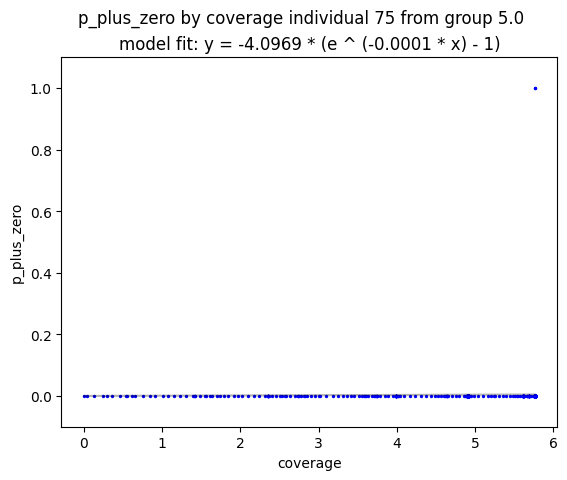 p_plus_zero by coverage individual 75 from group 5.0
model fit: y = -4.0969 * (e ^ (-0.0001 * x) - 1)
1.0
0.8
0.6
0.4
0.2
0.0
p_plus_zero
0 1 2 3 4 5 6
coverage